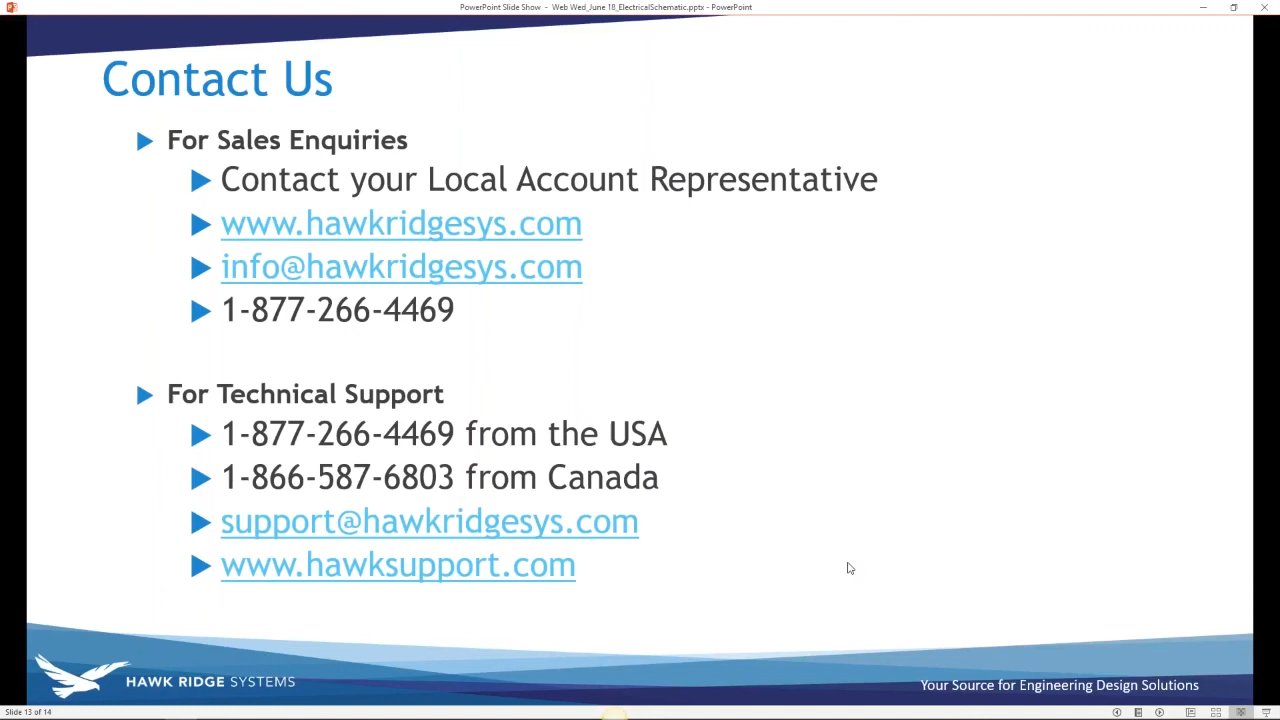 PowerPoint Slide Show - Web Wed_June 18_ElectricalSchematic.pptx - PowerPoint
Contact Us
For Sales Enquiries
Contact your Local Account Representative
www.hawkridgesys.com
info@hawkridgesys.com
1-877-266-4469
For Technical Support
1-877-266-4469 from the USA
1-866-587-6803 from Canada
support@hawkridgesys.com
www.hawksupport.com
HAWK RIDGE SYSTEMS
Your Source for Engineering Design Solutions
Slide 13 of 14